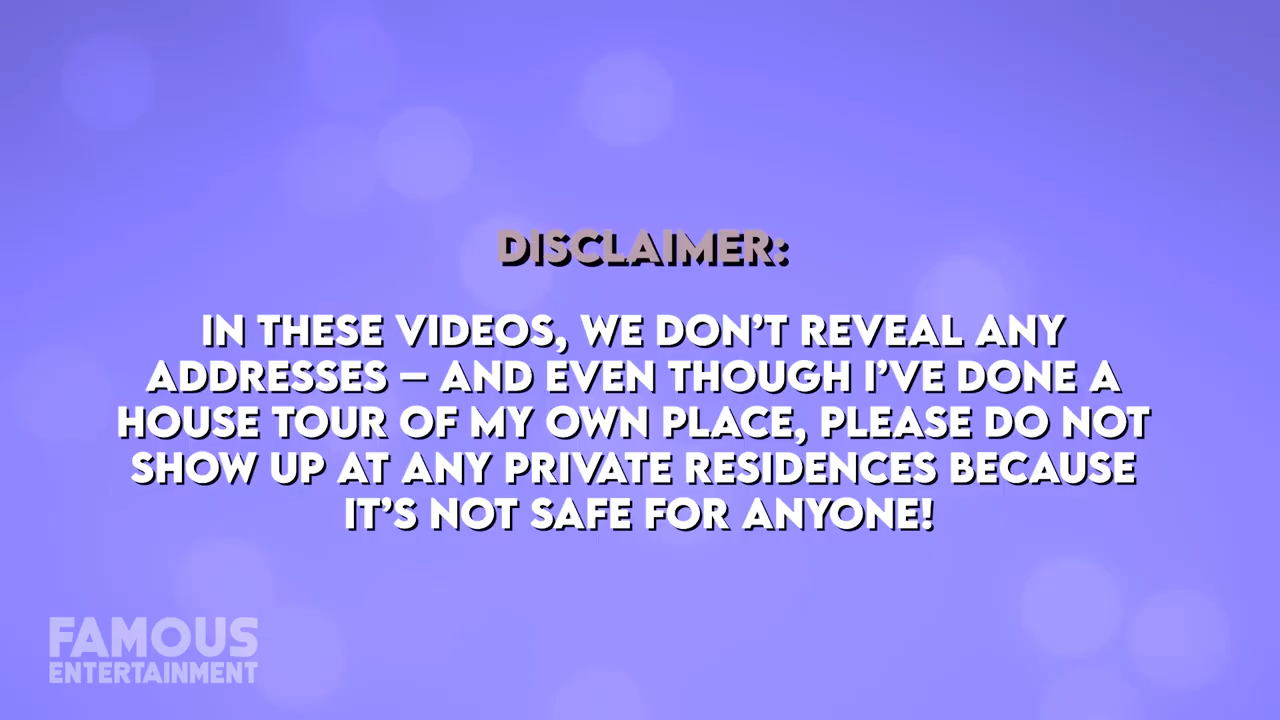 DISCLAIMER:
IN THESE VIDEOS, WE DON'T REVEAL ANY
ADDRESSES – AND EVEN THOUGH I'VE DONE A
HOUSE TOUR OF MY OWN PLACE, PLEASE DO NOT
SHOW UP AT ANY PRIVATE RESIDENCES BECAUSE
IT'S NOT SAFE FOR ANYONE!
FAMOUS
ENTERTAINMENT